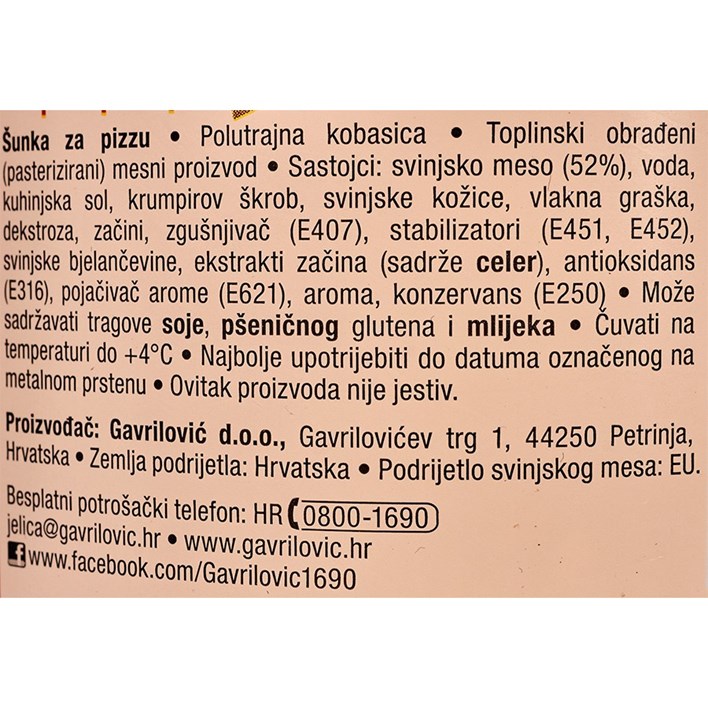 Šunka za pizzu • Polutrajna kobasica • Toplinski obrađeni
(pasterizirani) mesni proizvod • Sastojci: svinjsko meso (52%), voda,
kuhinjska sol, krumpirov škrob, svinjske kožice, vlakna graška,
dekstroza, začini, zgušnjivač (E407), stabilizatori (E451, E452),
svinjske bjelančevine, ekstrakti začina (sadrže celer), antioksidans
(E316), pojačivač arome (E621), aroma, konzervans (E250) • Može
sadržavati tragove soje, pšeničnog glutena i mlijeka • Čuvati na
temperaturi do +4°C • Najbolje upotrijebiti do datuma označenog na
metalnom prstenu • Ovitak proizvoda nije jestiv.
Proizvođač: Gavrilović d.o.o., Gavrilovićev trg 1, 44250 Petrinja,
Hrvatska • Zemlja podrijetla: Hrvatska • Podrijetlo svinjskog mesa: EU.
Besplatni potrošački telefon: HR 0800-1690
jelica@gavrilovic.hr • www.gavrilovic.hr
f www.facebook.com/Gavrilovic1690